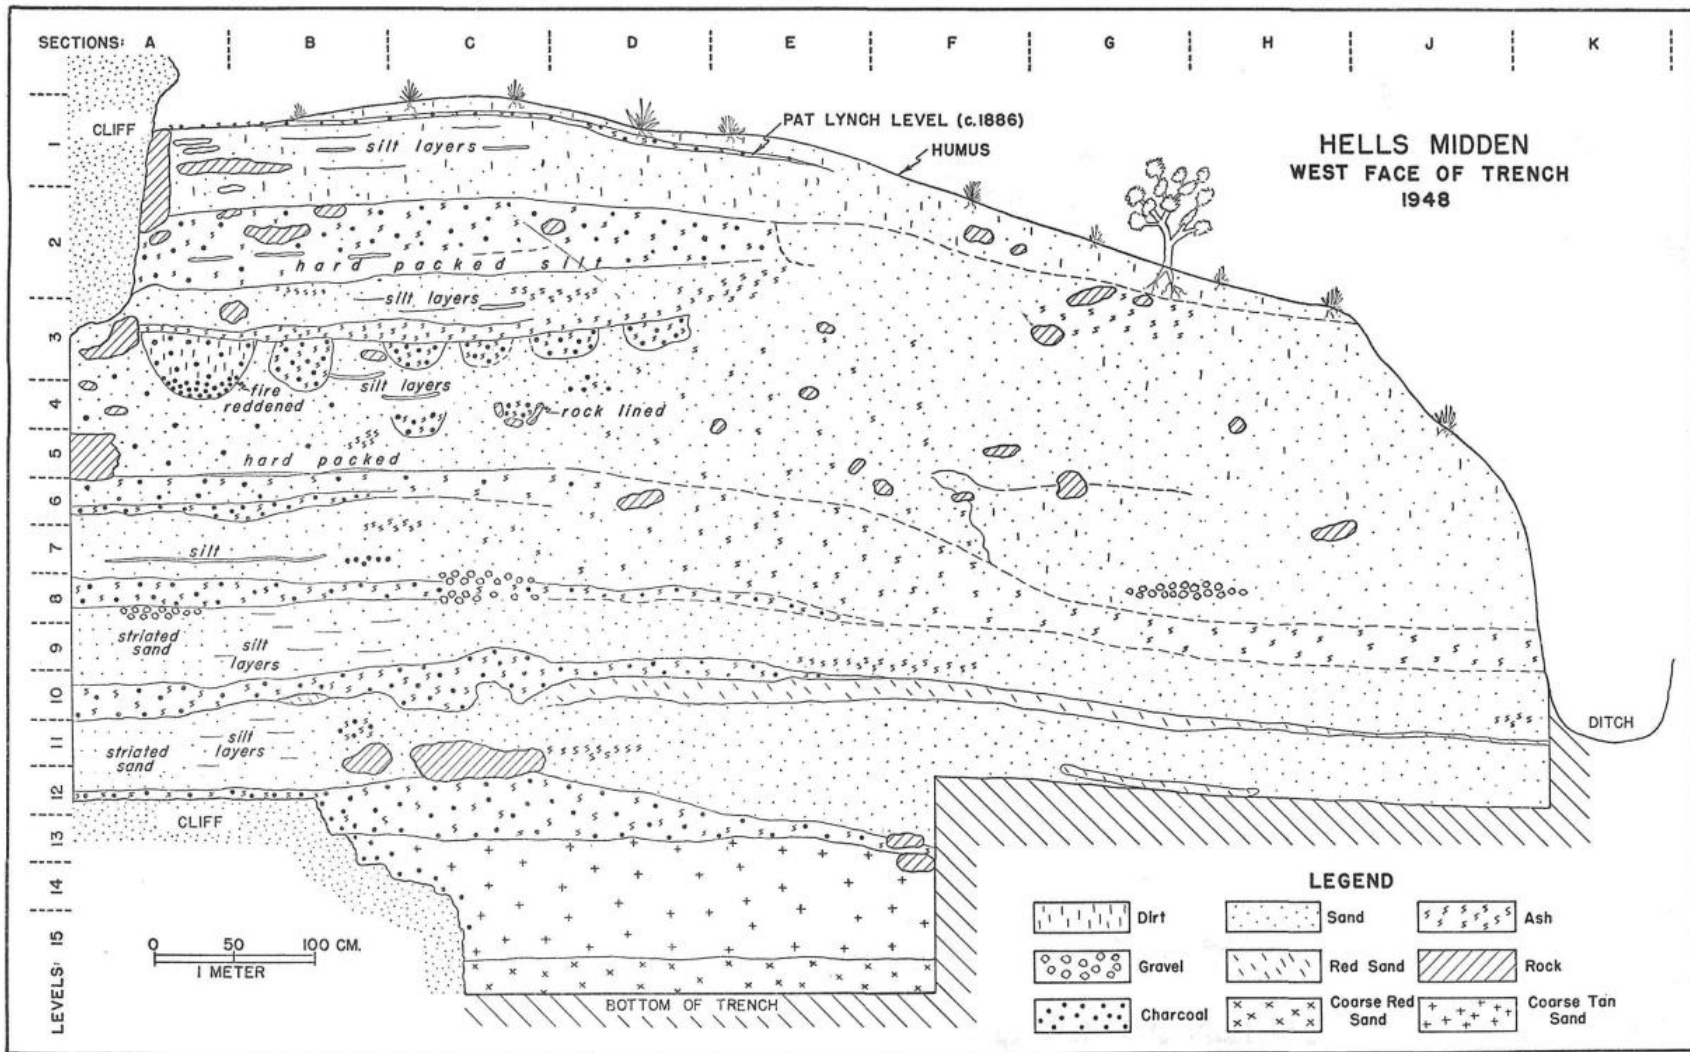 SECTIONS: A B C D E F G H J K
CLIFF
PAT LYNCH LEVEL (c.1886)
HUMUS
HELLS MIDDEN
WEST FACE OF TRENCH
1948
silt layers
hard packed silt
silt layers
silt layers
fire
reddened
rock lined
hard packed
silt
striated
sand
silt
layers
silt
layers
striated
sand
DITCH
CLIFF
1
2
3
4
5
6
7
8
9
10
11
12
13
14
15
LEVELS:
0 50 100 CM.
1 METER
BOTTOM OF TRENCH
LEGEND
Dirt Sand Ash
Gravel Red Sand Rock
Charcoal Coarse Red Sand Coarse Tan Sand